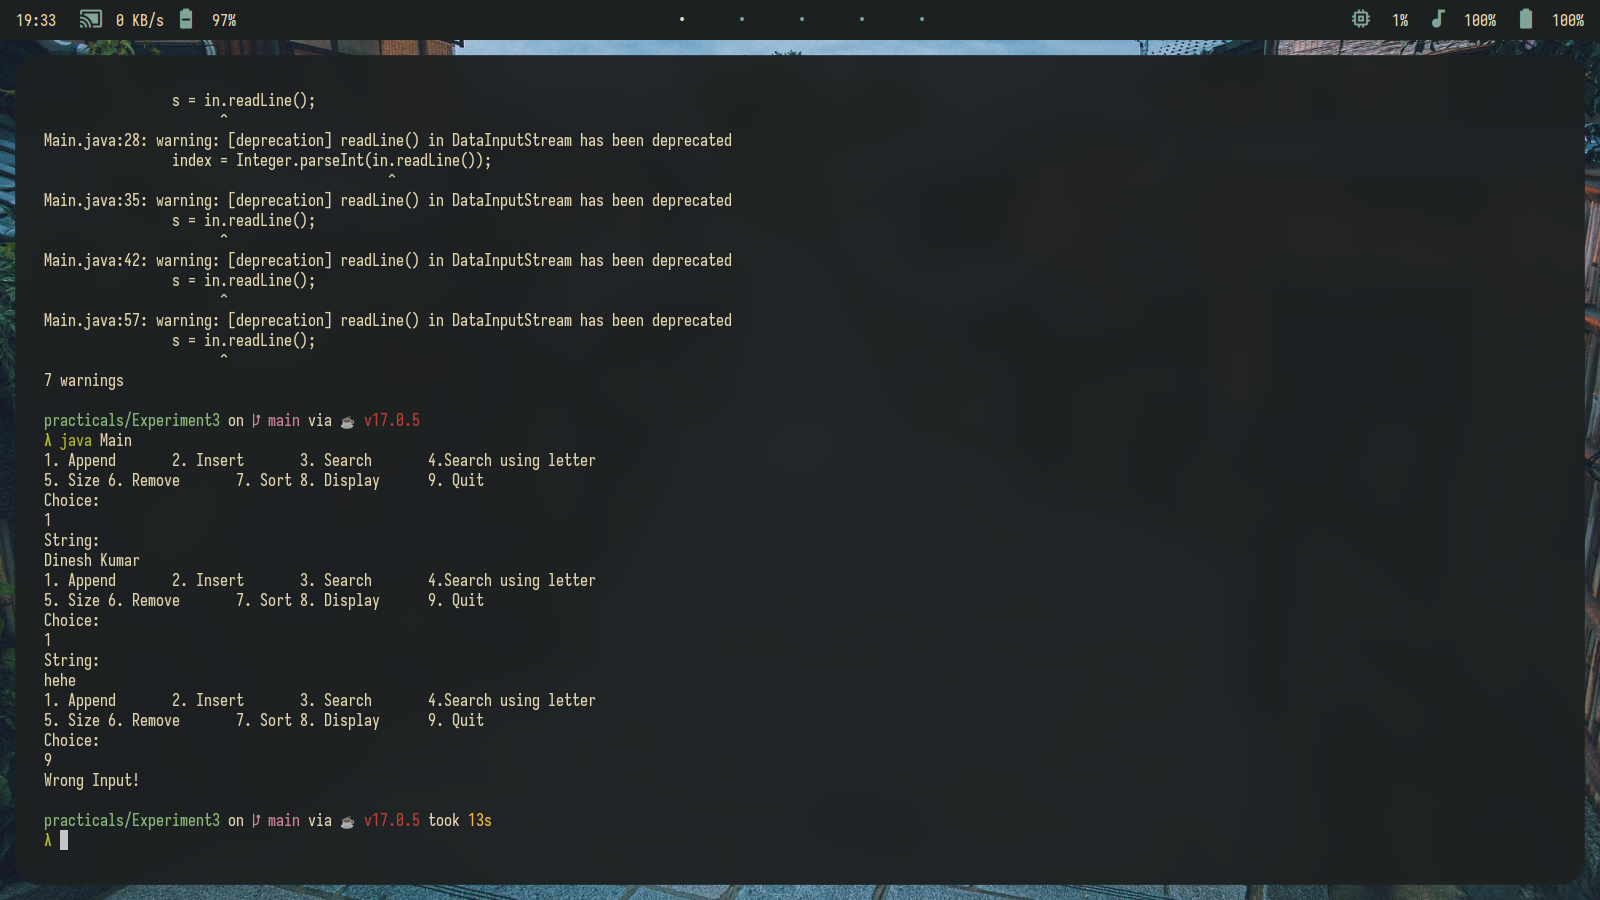 19:33 0 KB/s 97% 1% 100% 100%
s = in.readLine();
^
Main.java:28: warning: [deprecation] readLine() in DataInputStream has been deprecated
index = Integer.parseInt(in.readLine());
^
Main.java:35: warning: [deprecation] readLine() in DataInputStream has been deprecated
s = in.readLine();
^
Main.java:42: warning: [deprecation] readLine() in DataInputStream has been deprecated
s = in.readLine();
^
Main.java:57: warning: [deprecation] readLine() in DataInputStream has been deprecated
s = in.readLine();
^
7 warnings
practicals/Experiment3 on main via ☕ v17.0.5
λ java Main
1. Append 2. Insert 3. Search 4.Search using letter
5. Size 6. Remove 7. Sort 8. Display 9. Quit
Choice:
1
String:
Dinesh Kumar
1. Append 2. Insert 3. Search 4.Search using letter
5. Size 6. Remove 7. Sort 8. Display 9. Quit
Choice:
1
String:
hehe
1. Append 2. Insert 3. Search 4.Search using letter
5. Size 6. Remove 7. Sort 8. Display 9. Quit
Choice:
9
Wrong Input!
practicals/Experiment3 on main via ☕ v17.0.5 took 13s
λ